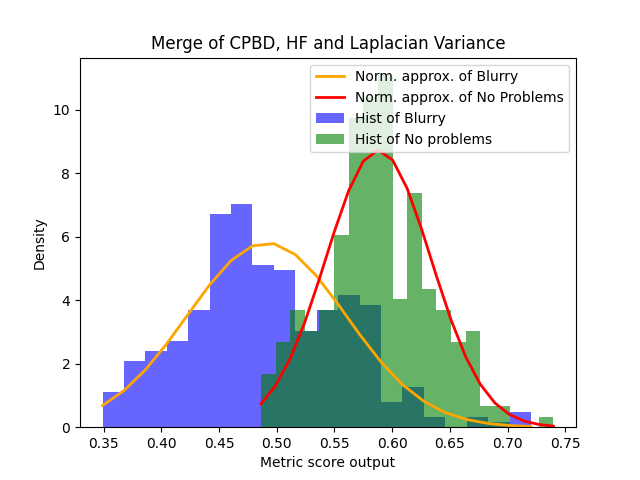 Merge of CPBD, HF and Laplacian Variance
Norm. approx. of Blurry
Norm. approx. of No Problems
Hist of Blurry
Hist of No problems
Density
10
8
6
4
2
0
0.35 0.40 0.45 0.50 0.55 0.60 0.65 0.70 0.75
Metric score output